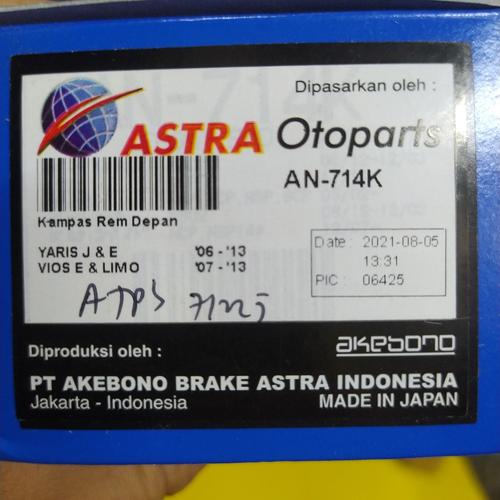 Dipasarkan oleh :
ASTRA Otoparts
AN-714K
Kampas Rem Depan
YARIS J & E '06 - '13
VIOS E & LIMO '07 - '13
Date : 2021-08-05
13:31
PIC : 06425
Diproduksi oleh :
akebono
PT AKEBONO BRAKE ASTRA INDONESIA
Jakarta - Indonesia
MADE IN JAPAN